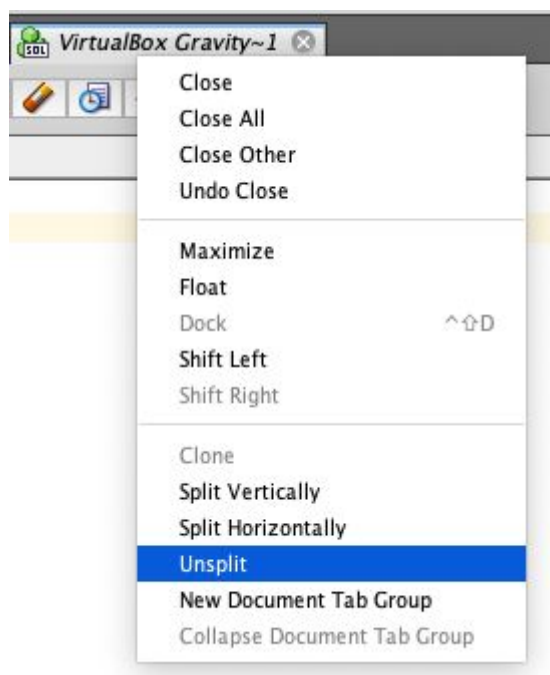 SQL VirtualBox Gravity~1
Close
Close All
Close Other
Undo Close
Maximize
Float
Dock ^⇧D
Shift Left
Shift Right
Clone
Split Vertically
Split Horizontally
Unsplit
New Document Tab Group
Collapse Document Tab Group